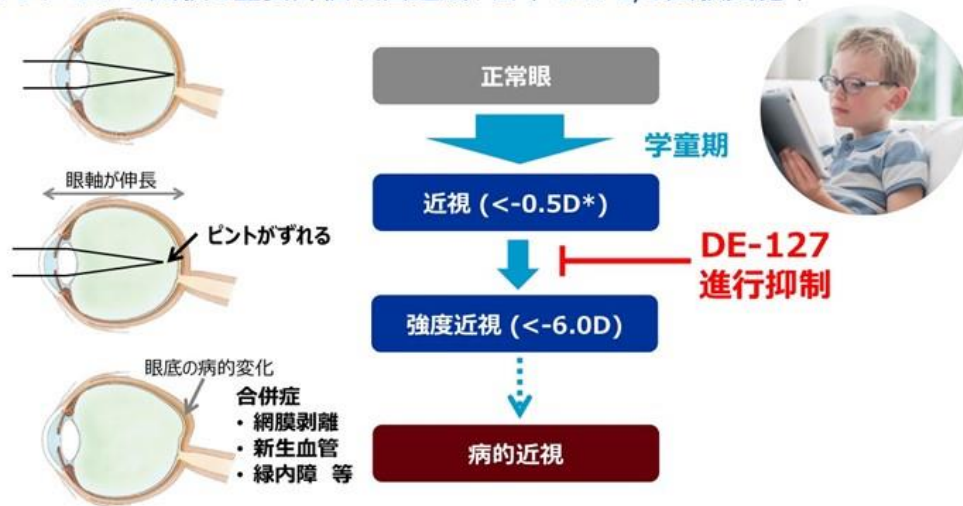 正常眼
学童期
眼軸が伸長
近視 (<-0.5D*)
ピントがずれる
DE-127
進行抑制
強度近視 (<-6.0D)
眼底の病的変化
合併症
・網膜剥離
・新生血管
・緑内障 等
病的近視